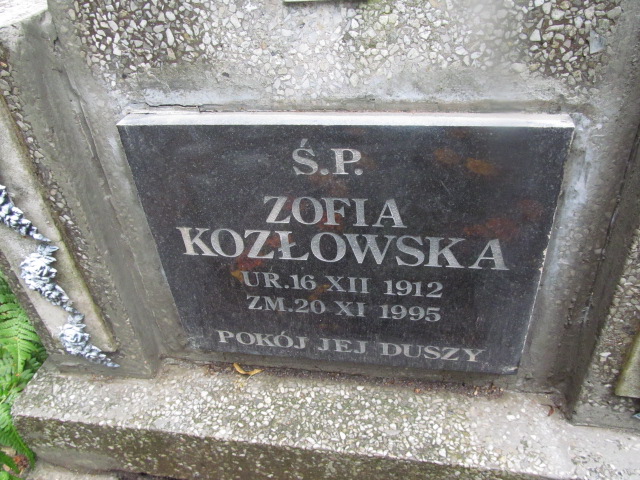 Ś.P.
ZOFIA
KOZŁOWSKA
UR.16 XII 1912
ZM.20 XI 1995
POKÓJ JEJ DUSZY